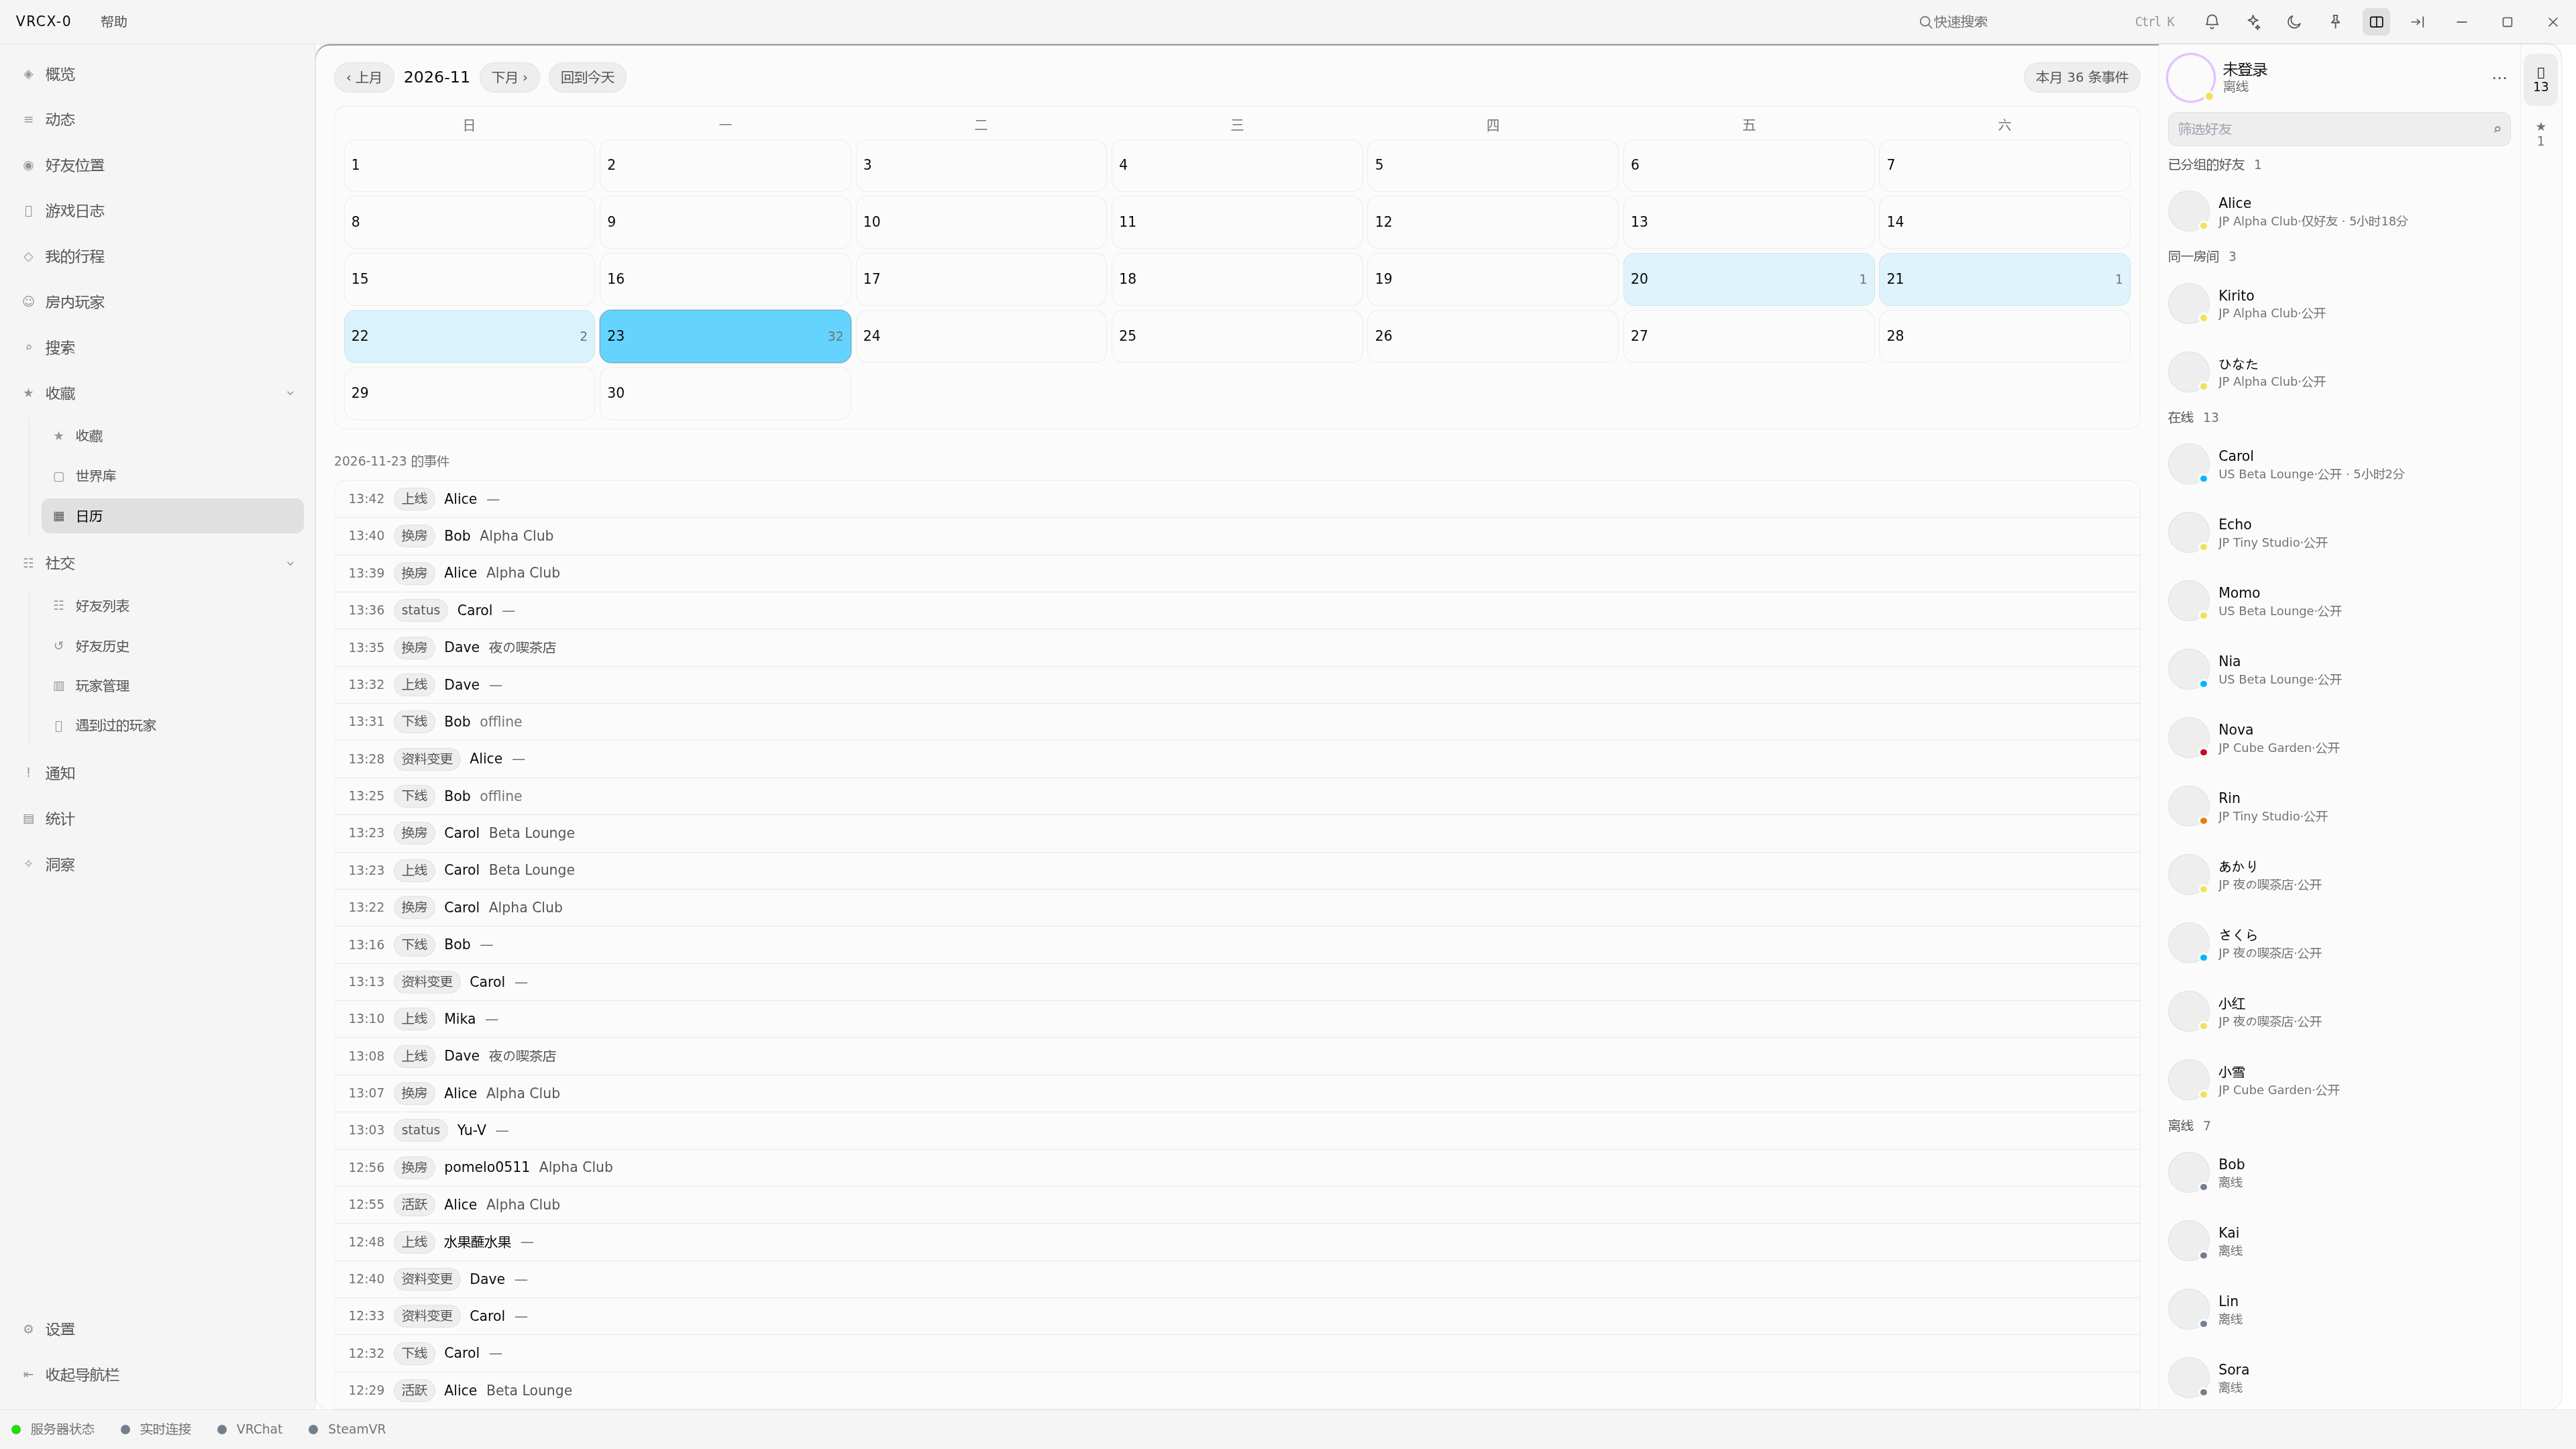 VRCX-0 帮助 快速搜索 Ctrl K
概览
动态
好友位置
游戏日志
我的行程
房内玩家
搜索
收藏
收藏
世界库
日历
社交
好友列表
好友历史
玩家管理
遇到过的玩家
通知
统计
洞察
设置
收起导航栏
‹ 上月 2026-11 下月 › 回到今天 本月 36 条事件
日 一 二 三 四 五 六
1 2 3 4 5 6 7
8 9 10 11 12 13 14
15 16 17 18 19 20 1 21 1
22 2 23 32 24 25 26 27 28
29 30
2026-11-23 的事件
13:42 上线 Alice —
13:40 换房 Bob Alpha Club
13:39 换房 Alice Alpha Club
13:36 status Carol —
13:35 换房 Dave 夜の喫茶店
13:32 上线 Dave —
13:31 下线 Bob offline
13:28 资料变更 Alice —
13:25 下线 Bob offline
13:23 换房 Carol Beta Lounge
13:23 上线 Carol Beta Lounge
13:22 换房 Carol Alpha Club
13:16 下线 Bob —
13:13 资料变更 Carol —
13:10 上线 Mika —
13:08 上线 Dave 夜の喫茶店
13:07 换房 Alice Alpha Club
13:03 status Yu-V —
12:56 换房 pomelo0511 Alpha Club
12:55 活跃 Alice Alpha Club
12:48 上线 水果蘸水果 —
12:40 资料变更 Dave —
12:33 资料变更 Carol —
12:32 下线 Carol —
12:29 活跃 Alice Beta Lounge
未登录
离线
...
筛选好友
已分组的好友 1
Alice
JP Alpha Club·仅好友 · 5小时18分
同一房间 3
Kirito
JP Alpha Club·公开
ひなた
JP Alpha Club·公开
在线 13
Carol
US Beta Lounge·公开 · 5小时2分
Echo
JP Tiny Studio·公开
Momo
US Beta Lounge·公开
Nia
US Beta Lounge·公开
Nova
JP Cube Garden·公开
Rin
JP Tiny Studio·公开
あかり
JP 夜の喫茶店·公开
さくら
JP 夜の喫茶店·公开
小红
JP 夜の喫茶店·公开
小雪
JP Cube Garden·公开
离线 7
Bob
离线
Kai
离线
Lin
离线
Sora
离线
13
★
1
服务器状态 实时连接 VRChat SteamVR